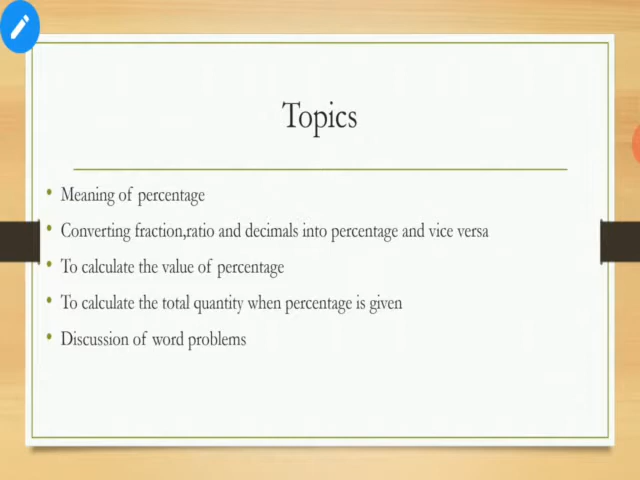 Topics
Meaning of percentage
Converting fraction,ratio and decimals into percentage and vice versa
To calculate the value of percentage
To calculate the total quantity when percentage is given
Discussion of word problems